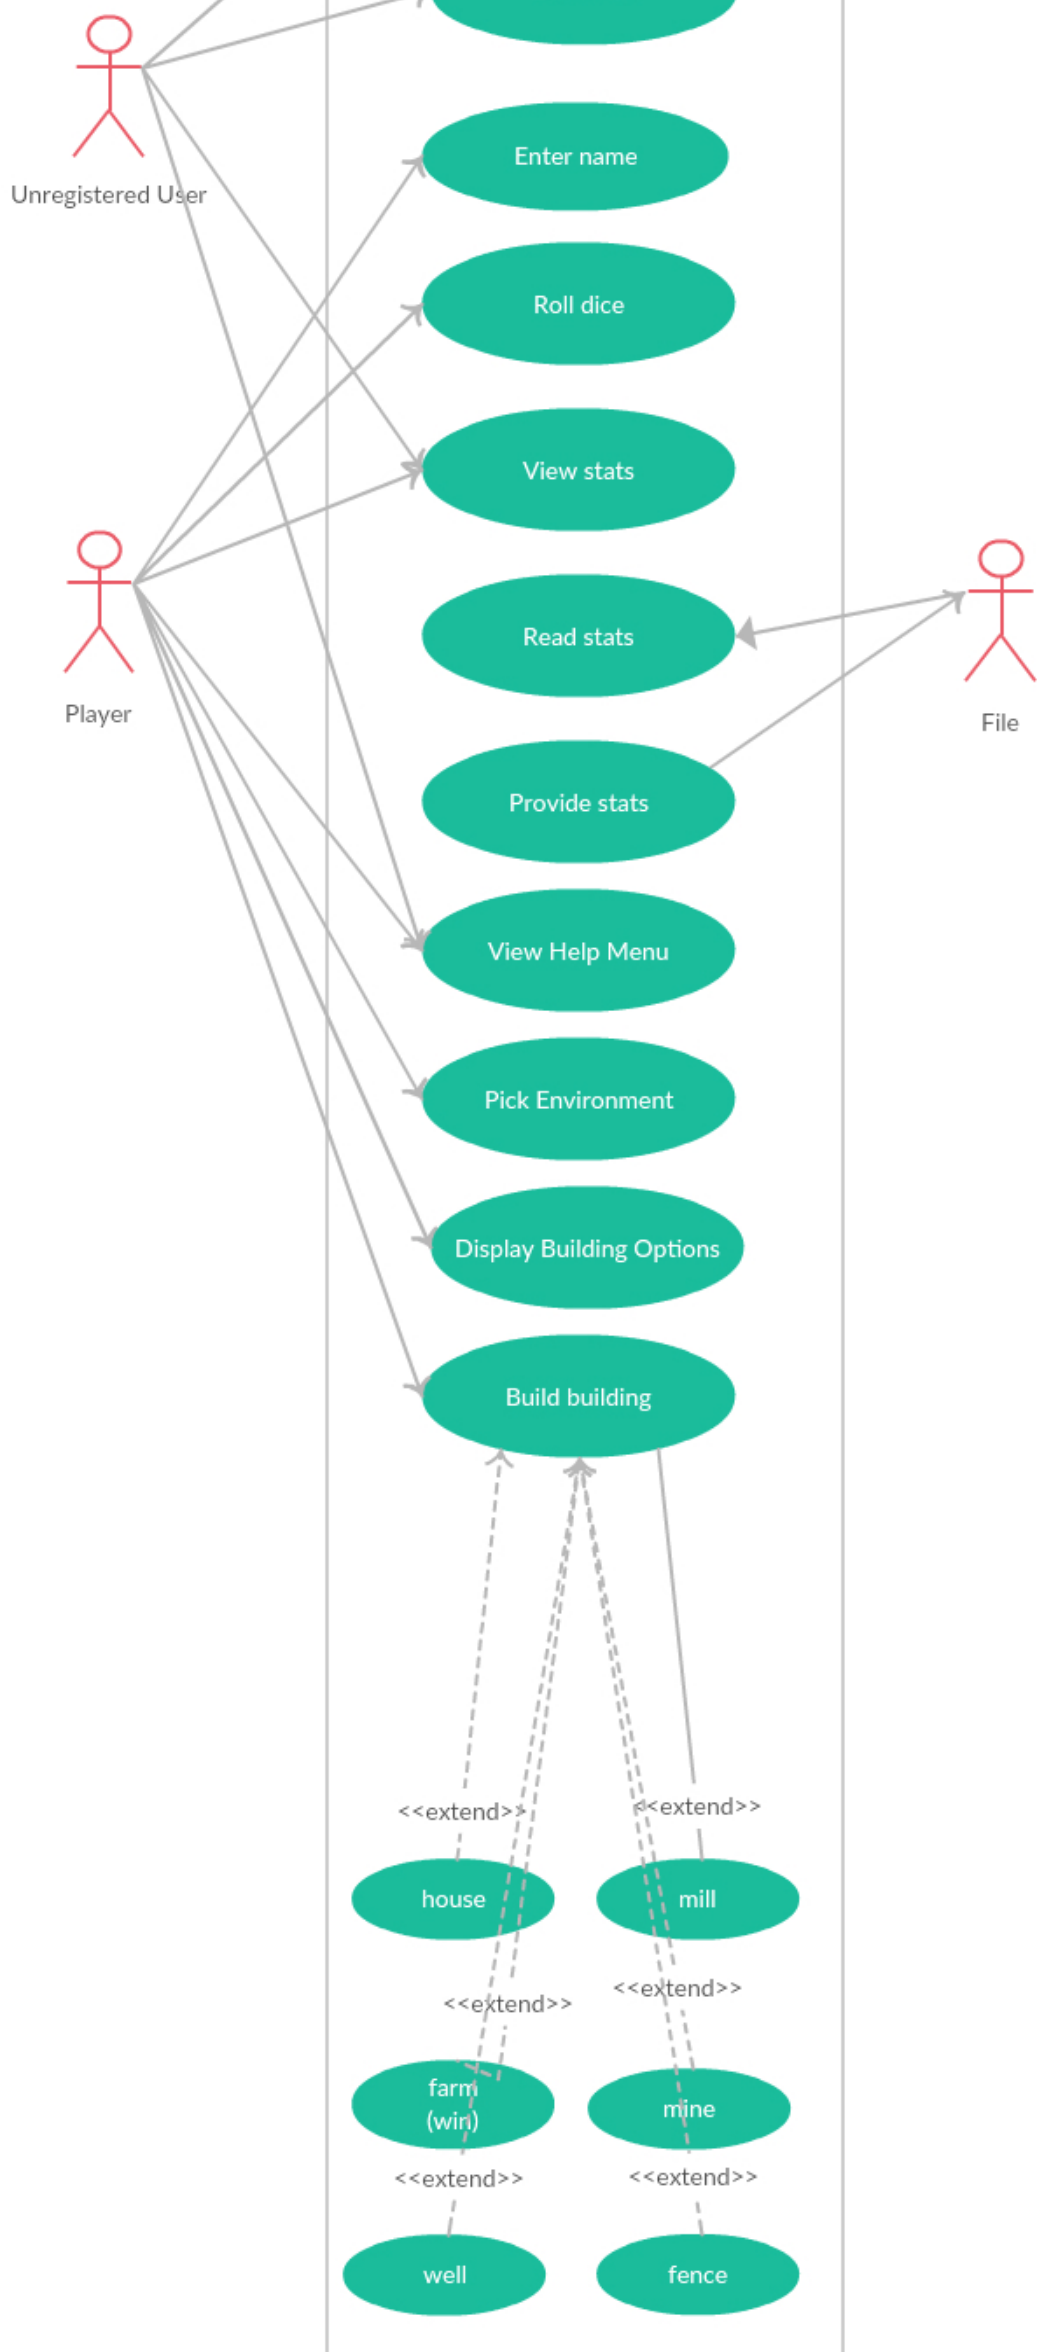 Enter name
Unregistered User
Roll dice
View stats
Read stats
Player
File
Provide stats
View Help Menu
Pick Environment
Display Building Options
Build building
<<extend>>
<<extend>>
house
mill
<<extend>>
<<extend>>
farm
(win)
mine
<<extend>>
<<extend>>
well
fence